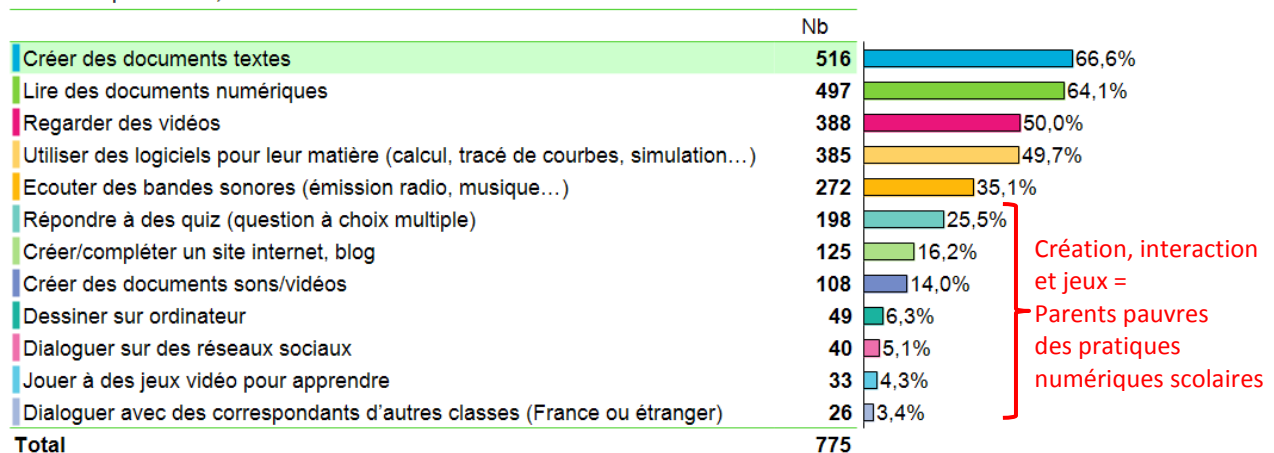 Nb
Créer des documents textes 516 66,6%
Lire des documents numériques 497 64,1%
Regarder des vidéos 388 50,0%
Utiliser des logiciels pour leur matière (calcul, tracé de courbes, simulation…) 385 49,7%
Ecouter des bandes sonores (émission radio, musique…) 272 35,1%
Répondre à des quiz (question à choix multiple) 198 25,5%
Créer/compléter un site internet, blog 125 16,2%
Créer des documents sons/vidéos 108 14,0%
Dessiner sur ordinateur 49 6,3%
Dialoguer sur des réseaux sociaux 40 5,1%
Jouer à des jeux vidéo pour apprendre 33 4,3%
Dialoguer avec des correspondants d’autres classes (France ou étranger) 26 3,4%
Total 775
Création, interaction
et jeux =
Parents pauvres
des pratiques
numériques scolaires